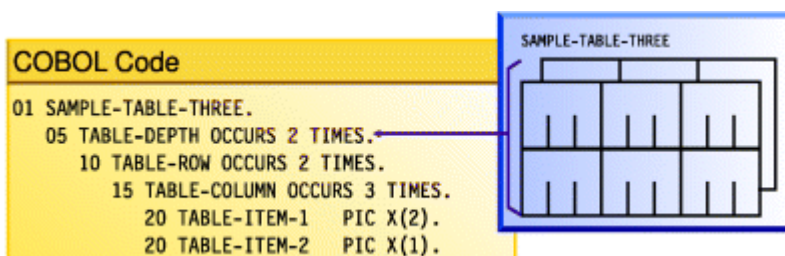 COBOL Code
01 SAMPLE-TABLE-THREE.
05 TABLE-DEPTH OCCURS 2 TIMES.
10 TABLE-ROW OCCURS 2 TIMES.
15 TABLE-COLUMN OCCURS 3 TIMES.
20 TABLE-ITEM-1 PIC X(2).
20 TABLE-ITEM-2 PIC X(1).
SAMPLE-TABLE-THREE